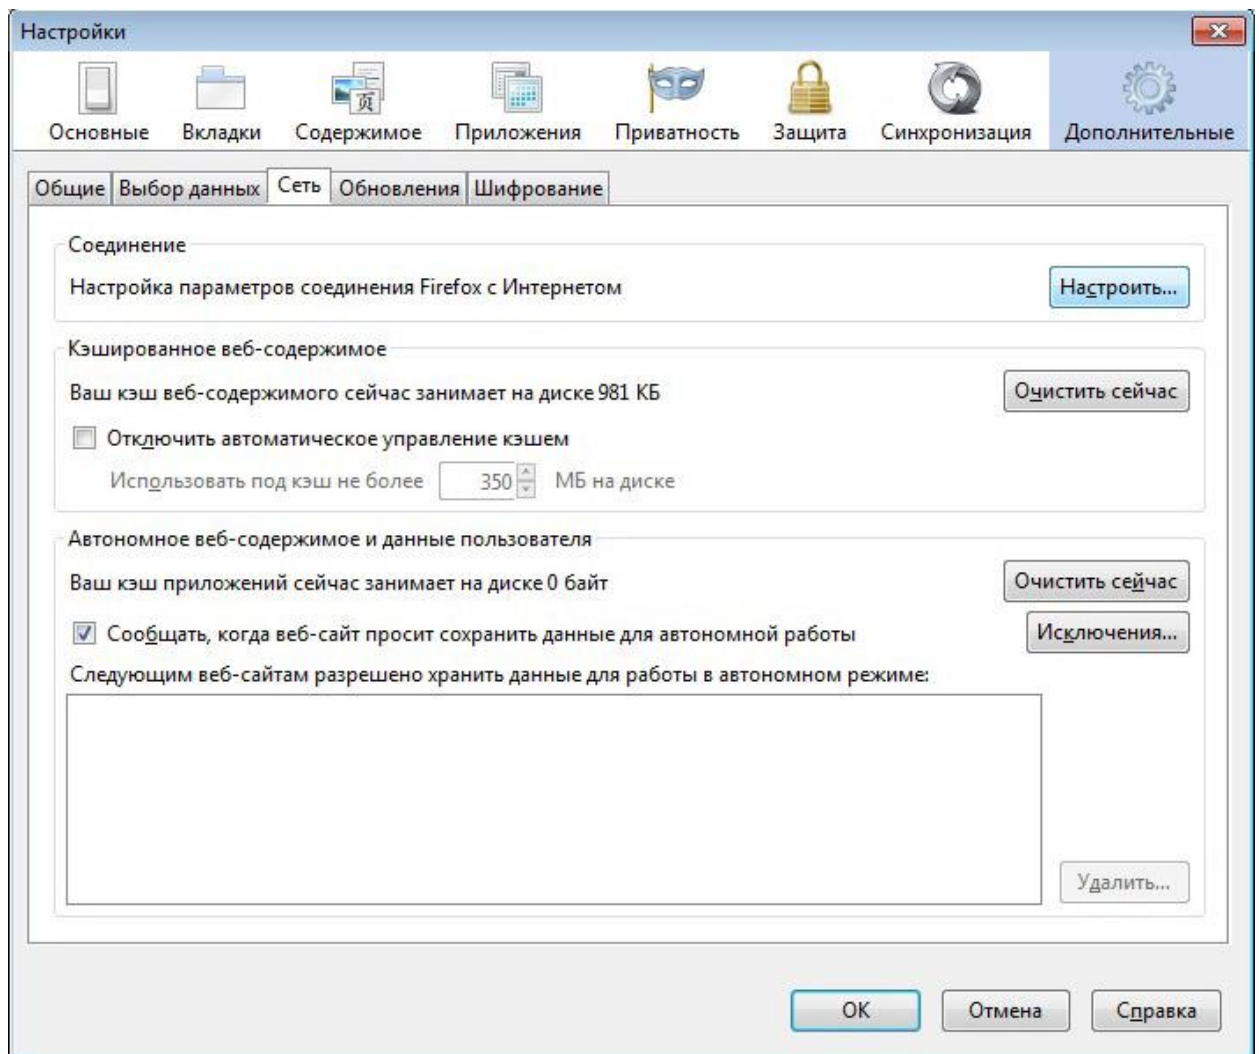 Настройки
Основные Вкладки Содержимое Приложения Приватность Защита Синхронизация Дополнительные
页
Общие Выбор данных Сеть Обновления Шифрование
Соединение
Настройка параметров соединения Firefox с Интернетом Настроить...
Кэшированное веб-содержимое
Ваш кэш веб-содержимого сейчас занимает на диске 981 КБ Очистить сейчас
Отключить автоматическое управление кэшем
Использовать под кэш не более 350 МБ на диске
Автономное веб-содержимое и данные пользователя
Ваш кэш приложений сейчас занимает на диске 0 байт Очистить сейчас
Сообщать, когда веб-сайт просит сохранить данные для автономной работы Исключения...
Следующим веб-сайтам разрешено хранить данные для работы в автономном режиме:
Удалить...
ОК Отмена Справка